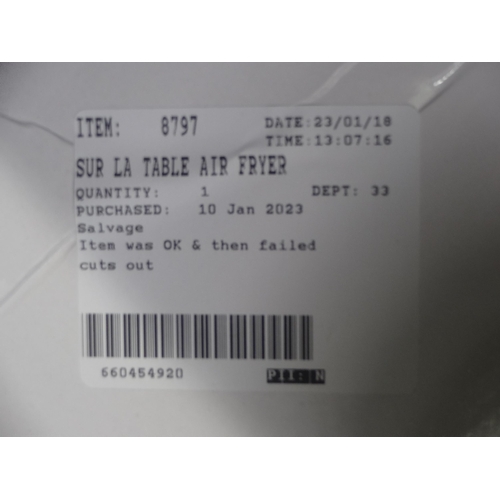 ITEM: 8797 DATE:23/01/18
TIME:13:07:16
SUR LA TABLE AIR FRYER
QUANTITY: 1 DEPT: 33
PURCHASED: 10 Jan 2023
Salvage
Item was OK & then failed
cuts out
660454920 PII: N